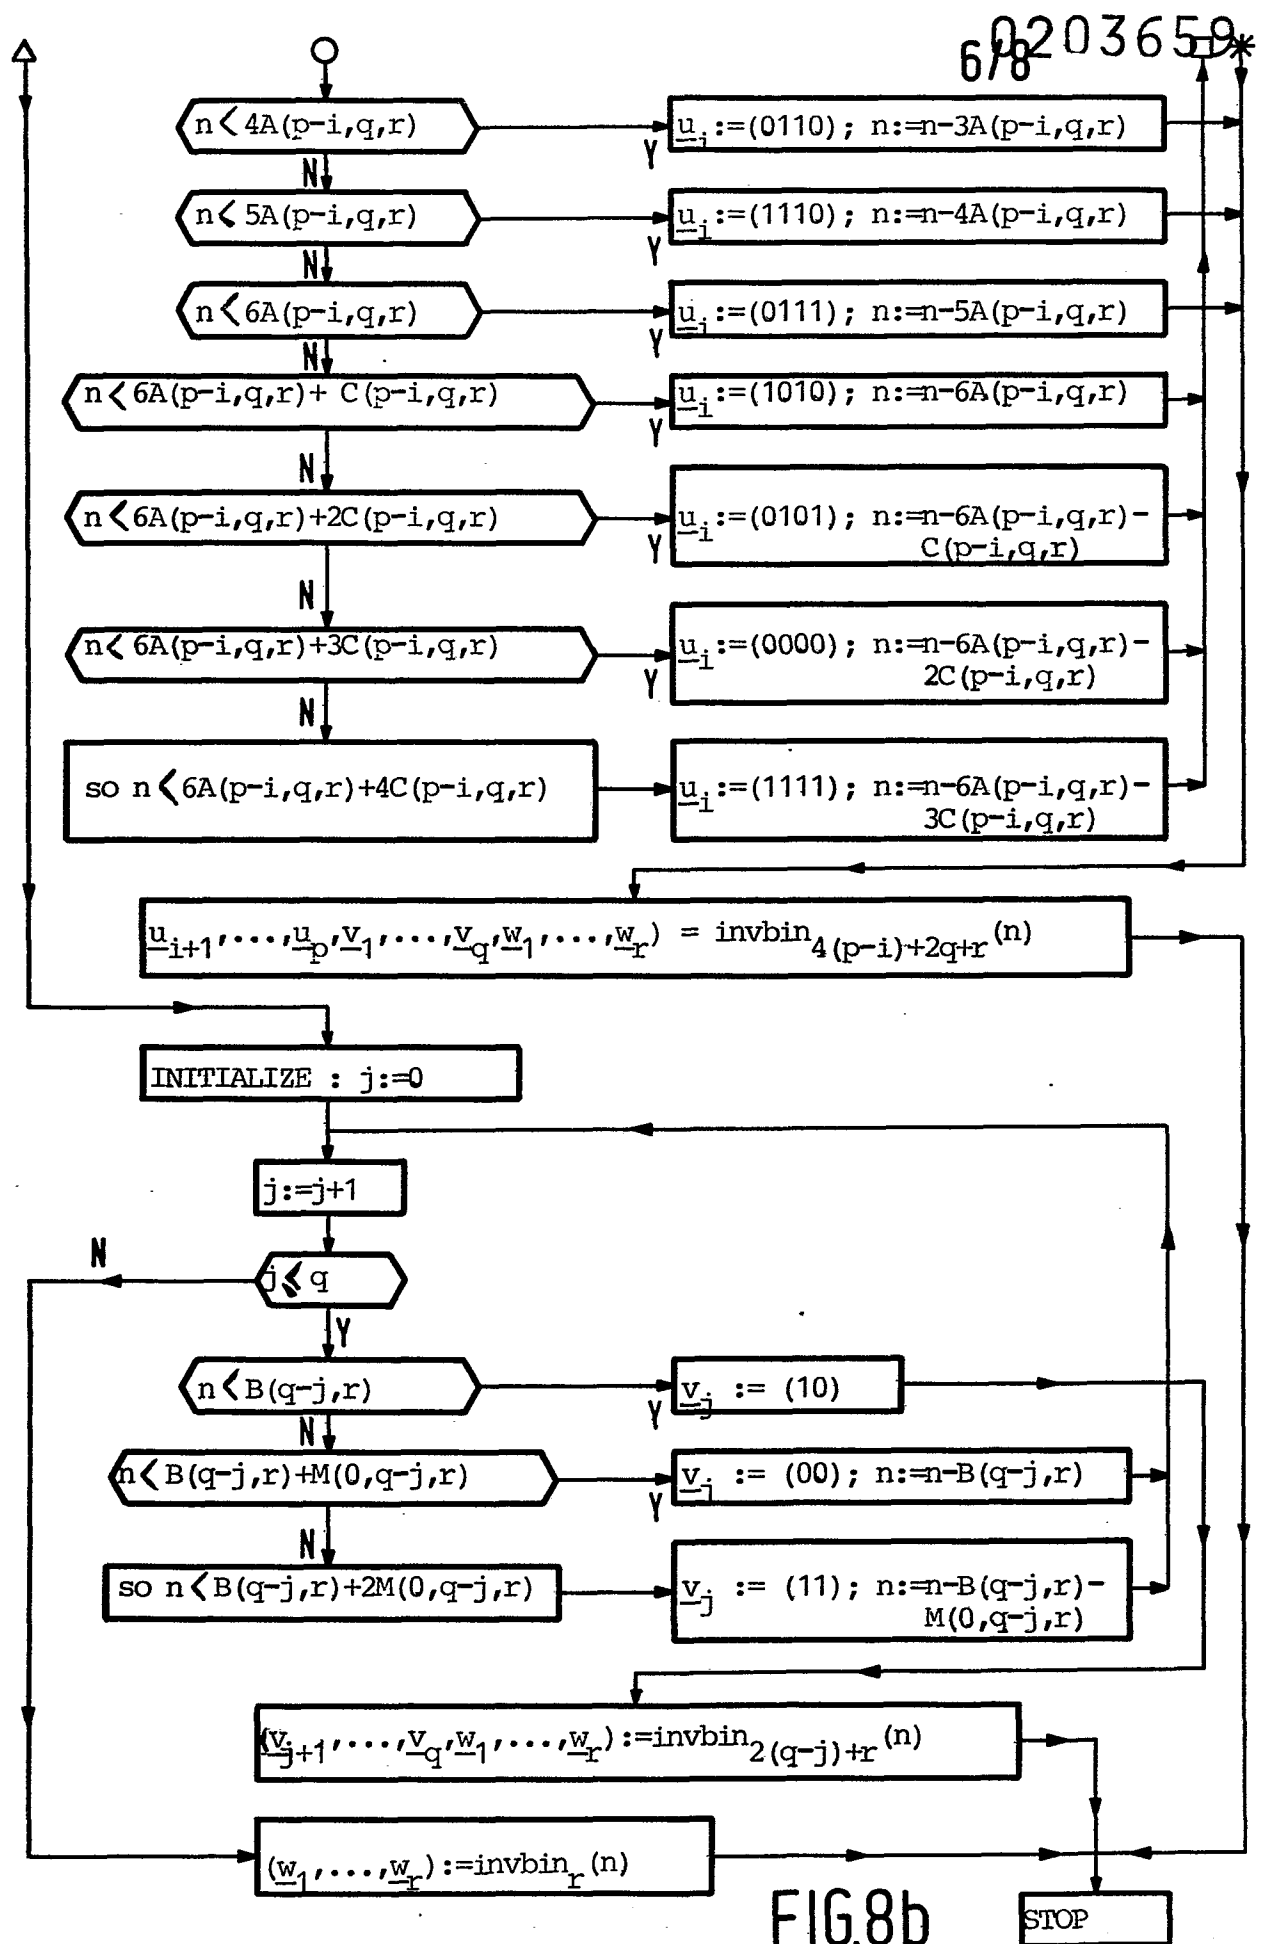 0203659
6/8
n<4A(p-i,q,r)
Y
u_i:=(0110); n:=n-3A(p-i,q,r)
N
n<5A(p-i,q,r)
Y
u_i:=(1110); n:=n-4A(p-i,q,r)
N
n<6A(p-i,q,r)
Y
u_i:=(0111); n:=n-5A(p-i,q,r)
N
n<6A(p-i,q,r)+ C(p-i,q,r)
Y
u_i:=(1010); n:=n-6A(p-i,q,r)
N
n<6A(p-i,q,r)+2C(p-i,q,r)
Y
u_i:=(0101); n:=n-6A(p-i,q,r)-
C(p-i,q,r)
N
n<6A(p-i,q,r)+3C(p-i,q,r)
Y
u_i:=(0000); n:=n-6A(p-i,q,r)-
2C(p-i,q,r)
N
so n<6A(p-i,q,r)+4C(p-i,q,r)
u_i:=(1111); n:=n-6A(p-i,q,r)-
3C(p-i,q,r)
u_i+1,...,u_p,v_1,...,v_q,w_1,...,w_r) = invbin_4(p-i)+2q+r(n)
INITIALIZE : j:=0
j:=j+1
N
j≤q
Y
n<B(q-j,r)
Y
v_j := (10)
N
n<B(q-j,r)+M(0,q-j,r)
Y
v_j := (00); n:=n-B(q-j,r)
N
so n<B(q-j,r)+2M(0,q-j,r)
v_j := (11); n:=n-B(q-j,r)-
M(0,q-j,r)
(v_j+1,...,v_q,w_1,...,w_r):=invbin_2(q-j)+r(n)
(w_1,...,w_r):=invbin_r(n)
FIG.8b
STOP